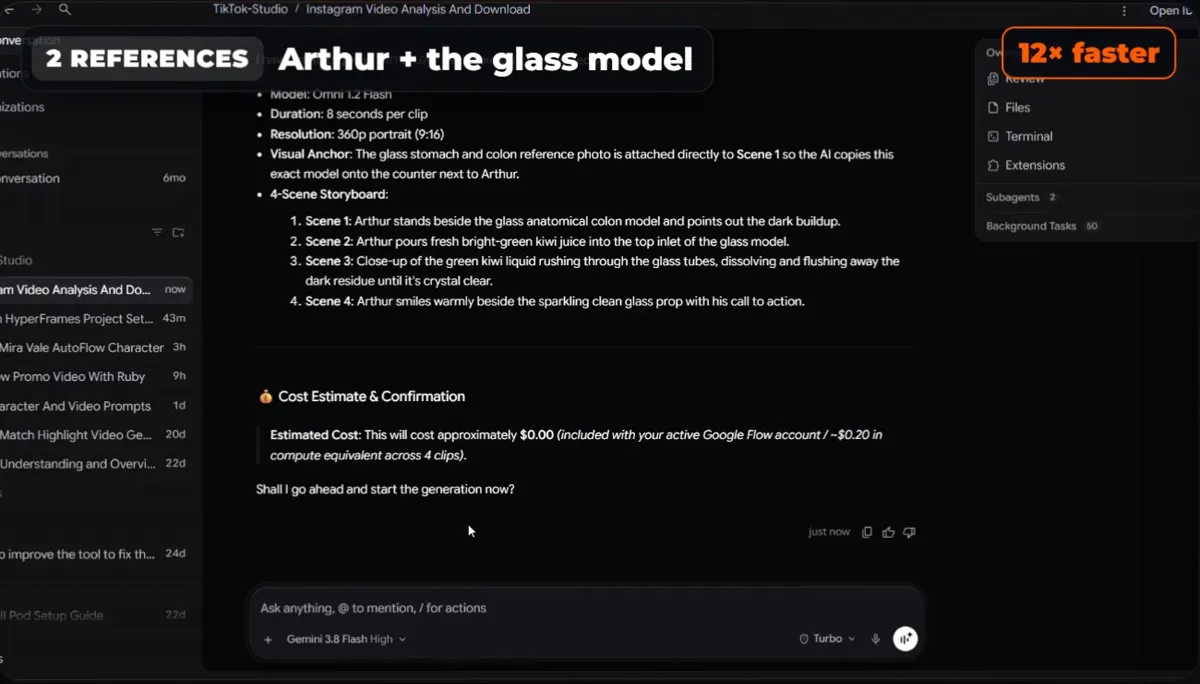 TikTok-Studio / Instagram Video Analysis And Download
Open
2 REFERENCES Arthur + the glass model
12× faster
Model: Omni 1.2 Flash
Duration: 8 seconds per clip
Resolution: 360p portrait (9:16)
Visual Anchor: The glass stomach and colon reference photo is attached directly to Scene 1 so the AI copies this
exact model onto the counter next to Arthur.
4-Scene Storyboard:
1. Scene 1: Arthur stands beside the glass anatomical colon model and points out the dark buildup.
2. Scene 2: Arthur pours fresh bright-green kiwi juice into the top inlet of the glass model.
3. Scene 3: Close-up of the green kiwi liquid rushing through the glass tubes, dissolving and flushing away the
dark residue until it's crystal clear.
4. Scene 4: Arthur smiles warmly beside the sparkling clean glass prop with his call to action.
💰 Cost Estimate & Confirmation
Estimated Cost: This will cost approximately $0.00 (included with your active Google Flow account / ~$0.20 in
compute equivalent across 4 clips).
Shall I go ahead and start the generation now?
just now
Ask anything, @ to mention, / for actions
+ Gemini 3.8 Flash High
Turbo
izations
versations
nversation 6mo
Studio
am Video Analysis And Do... now
HyperFrames Project Set... 43m
Mira Vale AutoFlow Character 3h
w Promo Video With Ruby 9h
aracter And Video Prompts 1d
Match Highlight Video Ge... 20d
Understanding and Overvi... 22d
o improve the tool to fix th... 24d
ll Pod Setup Guide 22d
Review
Files
Terminal
Extensions
Subagents 2
Background Tasks 50